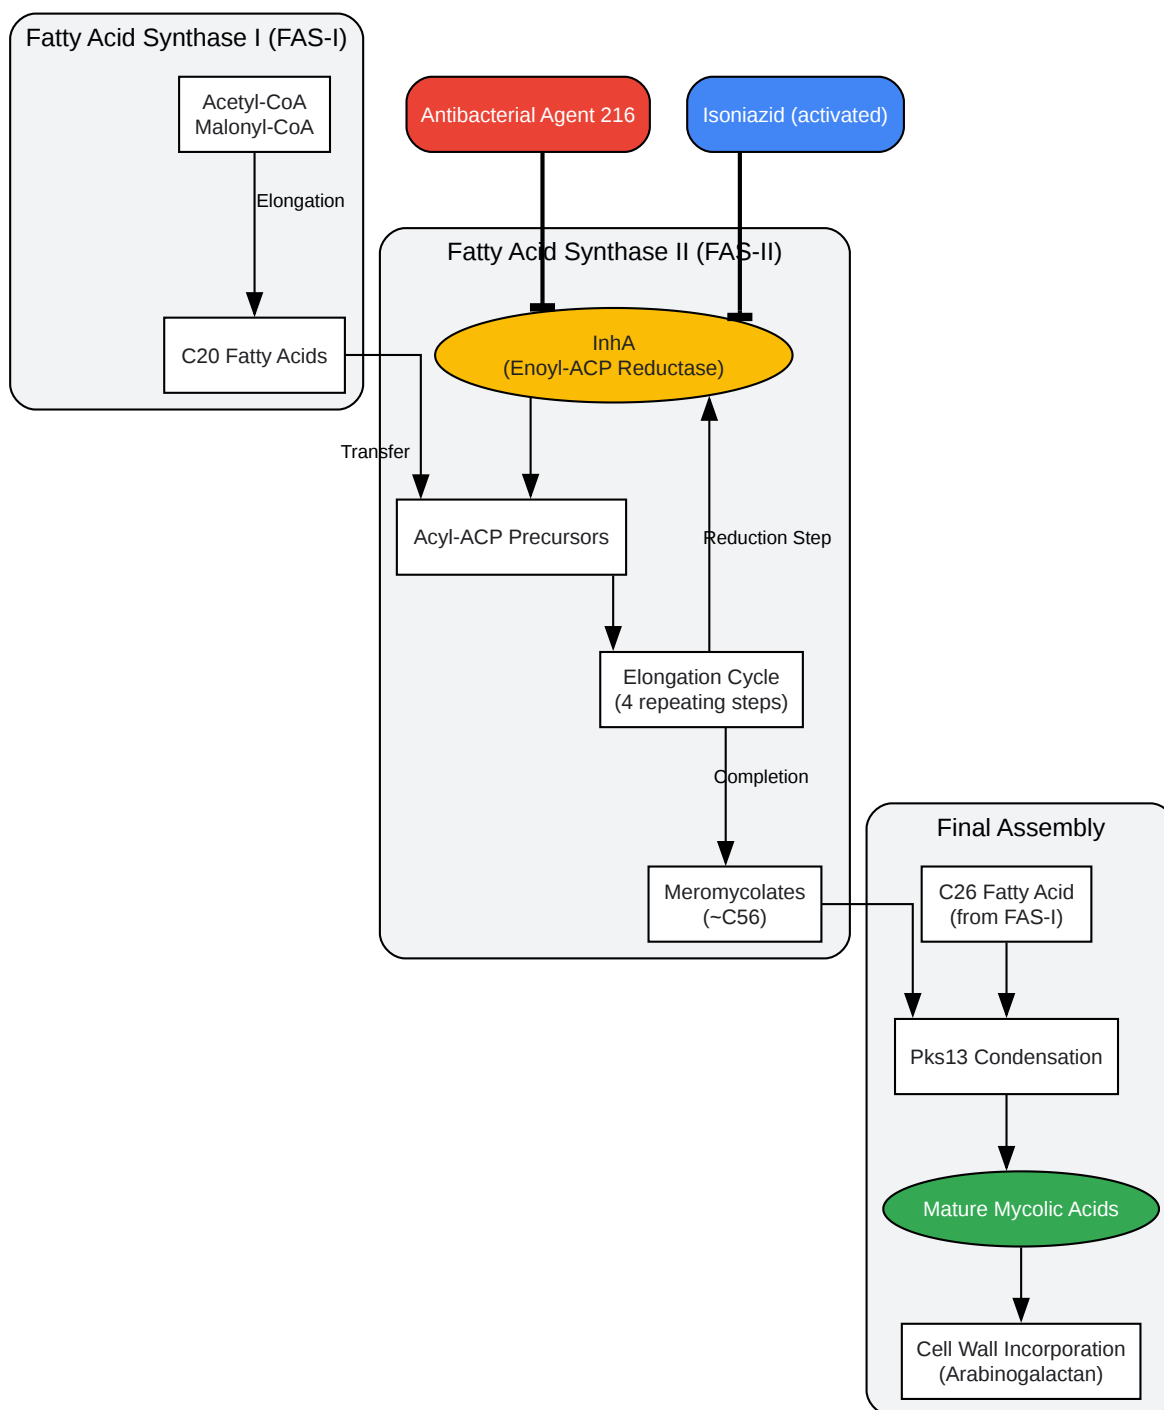 Fatty Acid Synthase I (FAS-I)
Acetyl-CoA
Malonyl-CoA
Elongation
C20 Fatty Acids
Antibacterial Agent 216
Isoniazid (activated)
Fatty Acid Synthase II (FAS-II)
InhA
(Enoyl-ACP Reductase)
Transfer
Acyl-ACP Precursors
Reduction Step
Elongation Cycle
(4 repeating steps)
Completion
Meromycolates
(~C56)
Final Assembly
C26 Fatty Acid
(from FAS-I)
Pks13 Condensation
Mature Mycolic Acids
Cell Wall Incorporation
(Arabinogalactan)